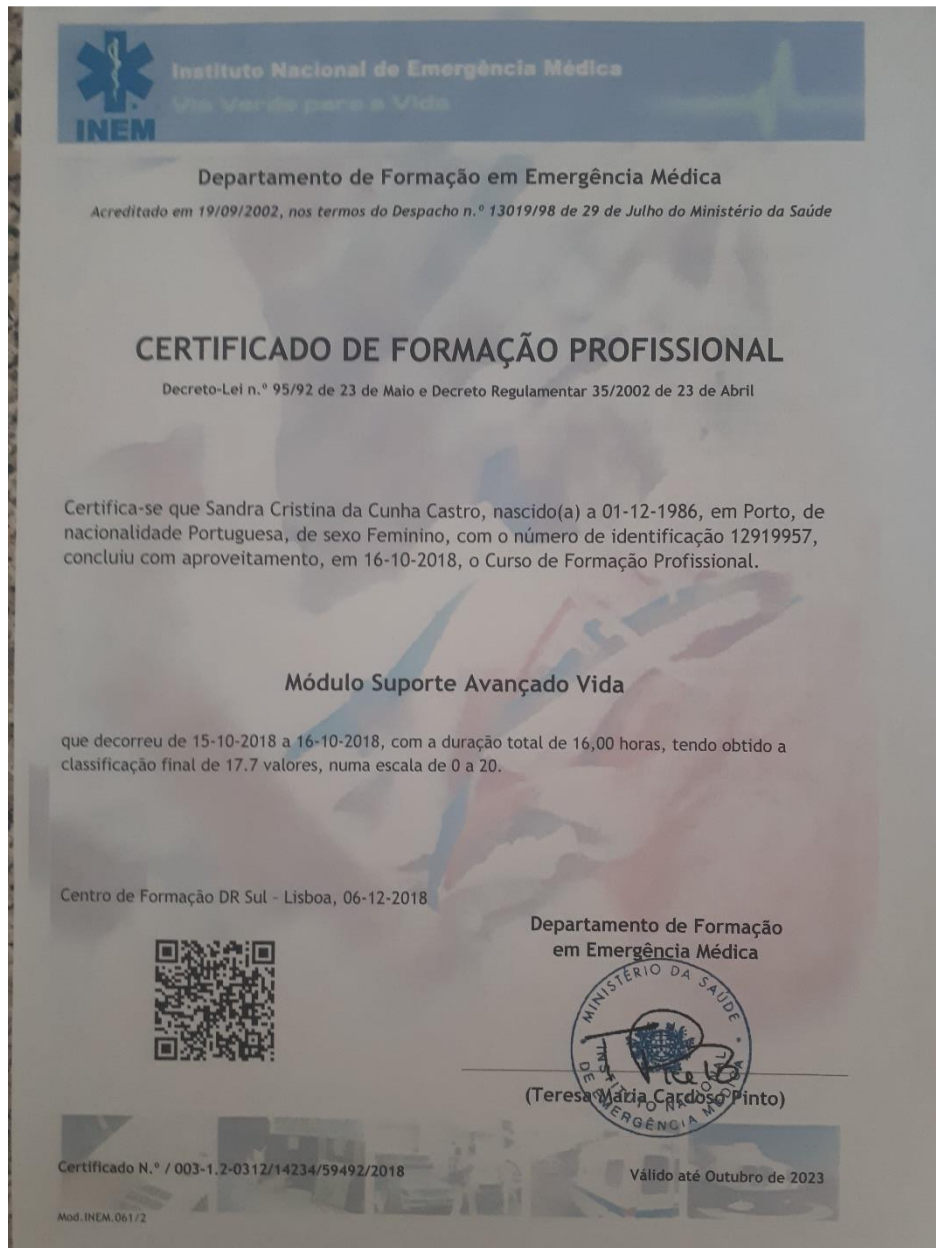 Instituto Nacional de Emergência Médica
Via Verde para a Vida
INEM
Departamento de Formação em Emergência Médica
Acreditado em 19/09/2002, nos termos do Despacho n.º 13019/98 de 29 de Julho do Ministério da Saúde
CERTIFICADO DE FORMAÇÃO PROFISSIONAL
Decreto-Lei n.º 95/92 de 23 de Maio e Decreto Regulamentar 35/2002 de 23 de Abril
Certifica-se que Sandra Cristina da Cunha Castro, nascido(a) a 01-12-1986, em Porto, de
nacionalidade Portuguesa, de sexo Feminino, com o número de identificação 12919957,
concluiu com aproveitamento, em 16-10-2018, o Curso de Formação Profissional.
Módulo Suporte Avançado Vida
que decorreu de 15-10-2018 a 16-10-2018, com a duração total de 16,00 horas, tendo obtido a
classificação final de 17.7 valores, numa escala de 0 a 20.
Centro de Formação DR Sul - Lisboa, 06-12-2018
Departamento de Formação
em Emergência Médica
MINISTÉRIO DA SAÚDE
INSTITUTO NACIONAL
DE EMERGÊNCIA MÉDICA
(Teresa Maria Cardoso Pinto)
Certificado N.º / 003-1.2-0312/14234/59492/2018
Válido até Outubro de 2023
Mod.INEM.061/2